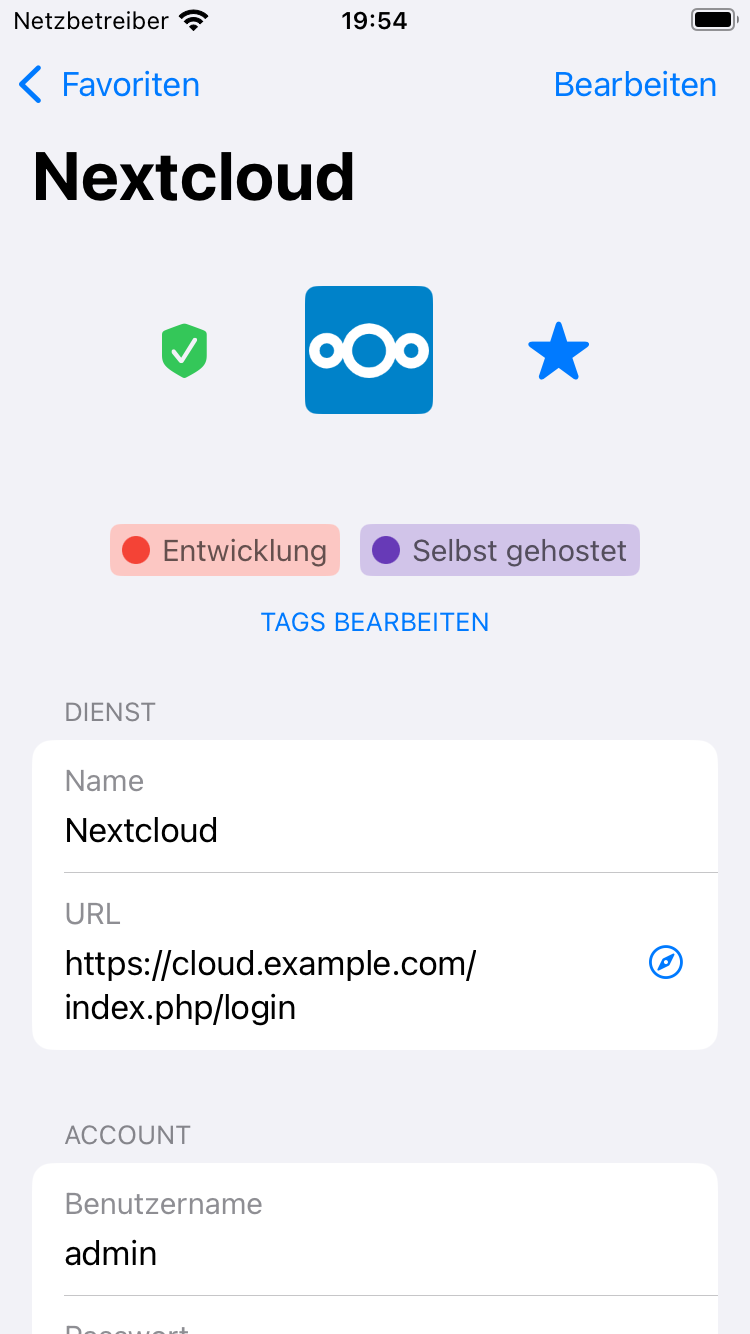 Netzbetreiber 19:54
Favoriten Bearbeiten
Nextcloud
Entwicklung Selbst gehostet
TAGS BEARBEITEN
DIENST
Name
Nextcloud
URL
https://cloud.example.com/
index.php/login
ACCOUNT
Benutzername
admin
Passwort